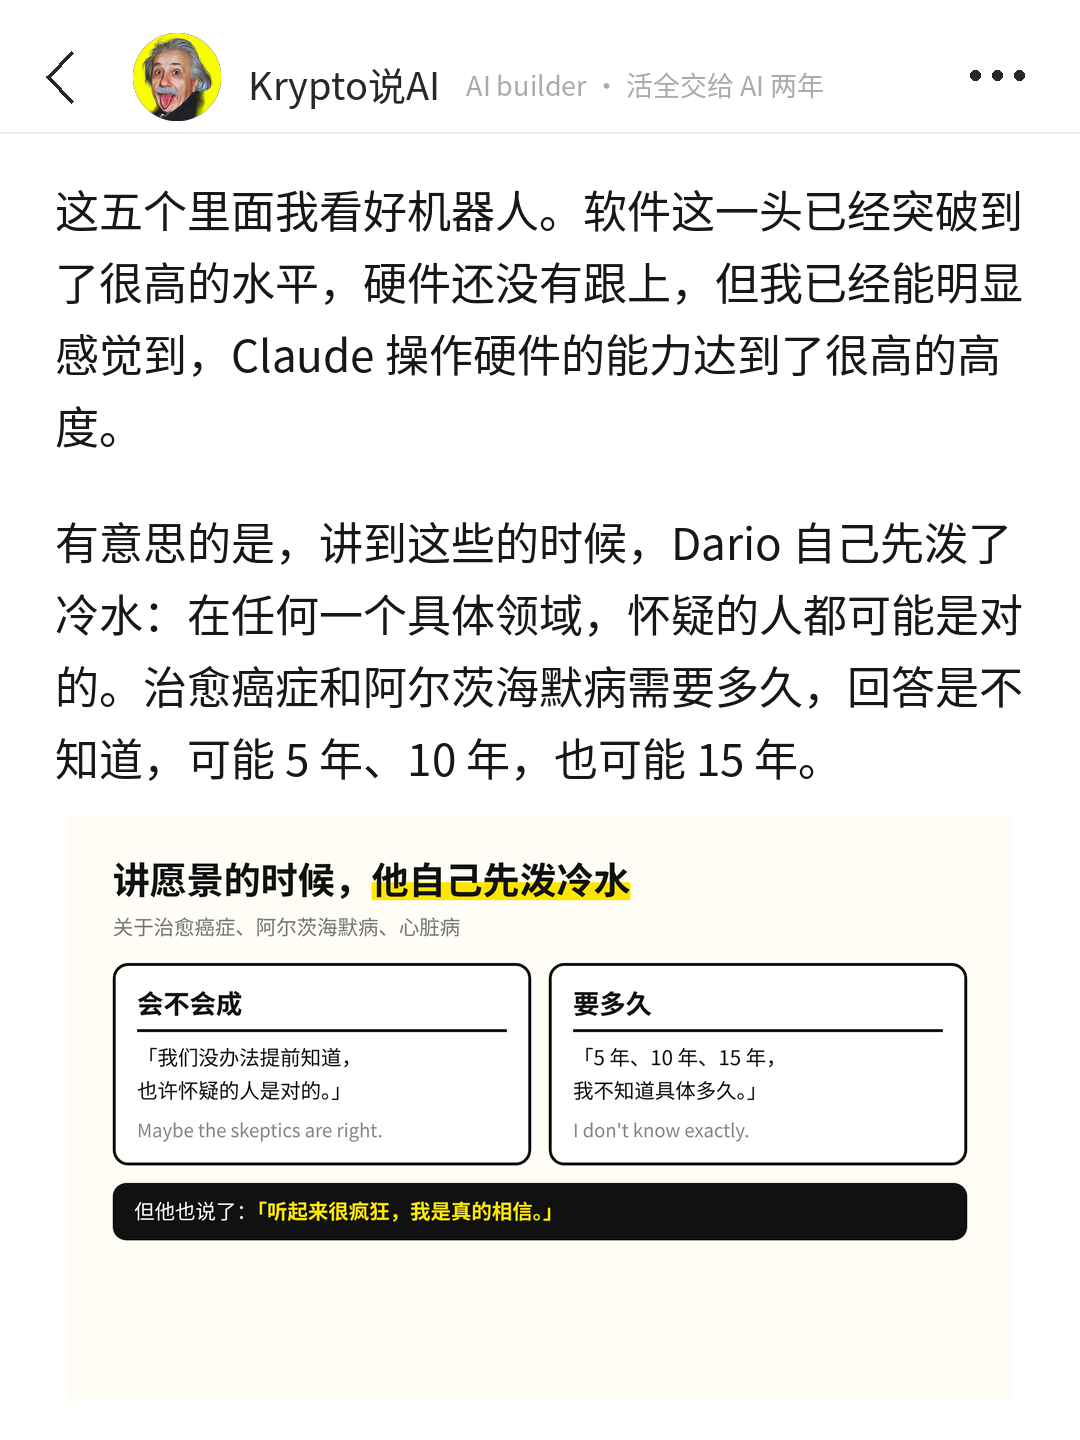 Krypto说AI AI builder · 活全交给 AI 两年
这五个里面我看好机器人。软件这一头已经突破到
了很高的水平，硬件还没有跟上，但我已经能明显
感觉到，Claude 操作硬件的能力达到了很高的高
度。
有意思的是，讲到这些的时候，Dario 自己先泼了
冷水：在任何一个具体领域，怀疑的人都可能是对
的。治愈癌症和阿尔茨海默病需要多久，回答是不
知道，可能 5 年、10 年，也可能 15 年。
讲愿景的时候，他自己先泼冷水
关于治愈癌症、阿尔茨海默病、心脏病
会不会成
「我们没办法提前知道，
也许怀疑的人是对的。」
Maybe the skeptics are right.
要多久
「5 年、10 年、15 年，
我不知道具体多久。」
I don't know exactly.
但他也说了：「听起来很疯狂，我是真的相信。」